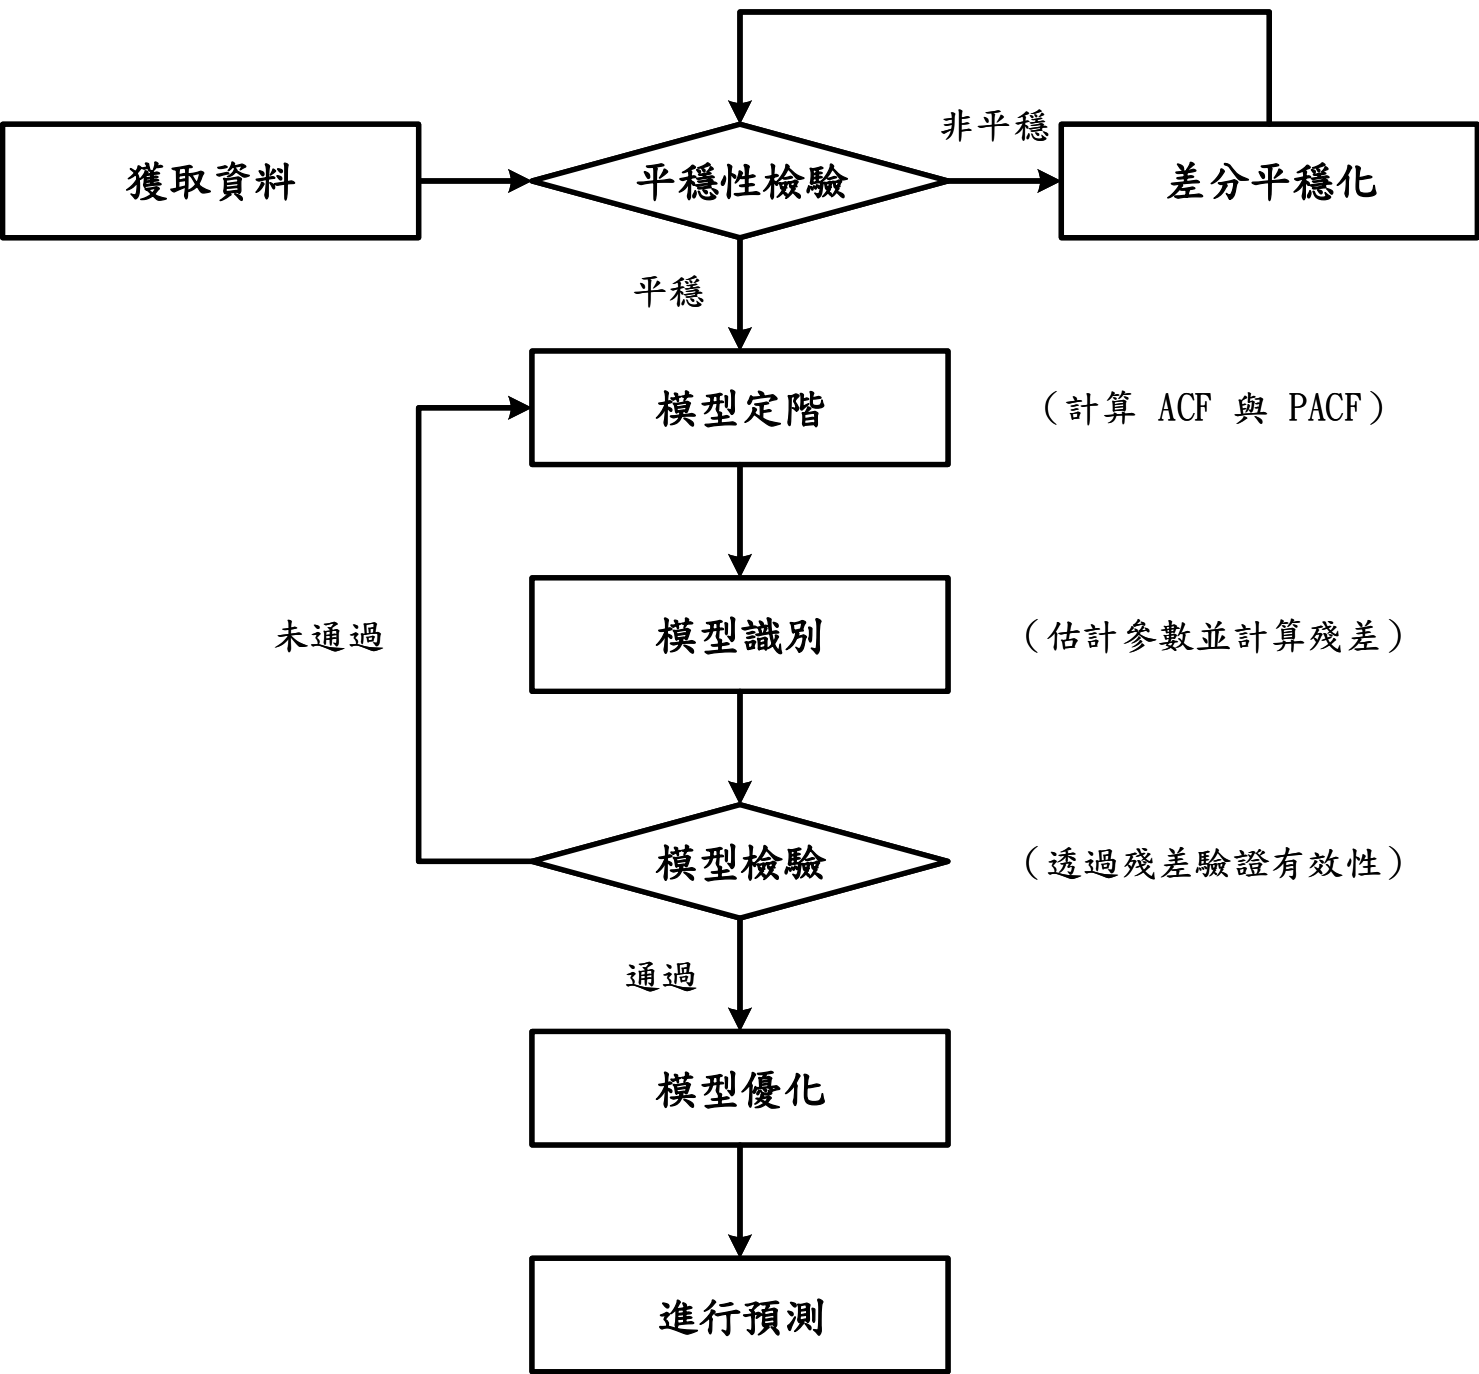 非平穩
獲取資料
平穩性檢驗
差分平穩化
平穩
模型定階
（計算 ACF 與 PACF）
未通過
模型識別
（估計參數並計算殘差）
模型檢驗
（透過殘差驗證有效性）
通過
模型優化
進行預測